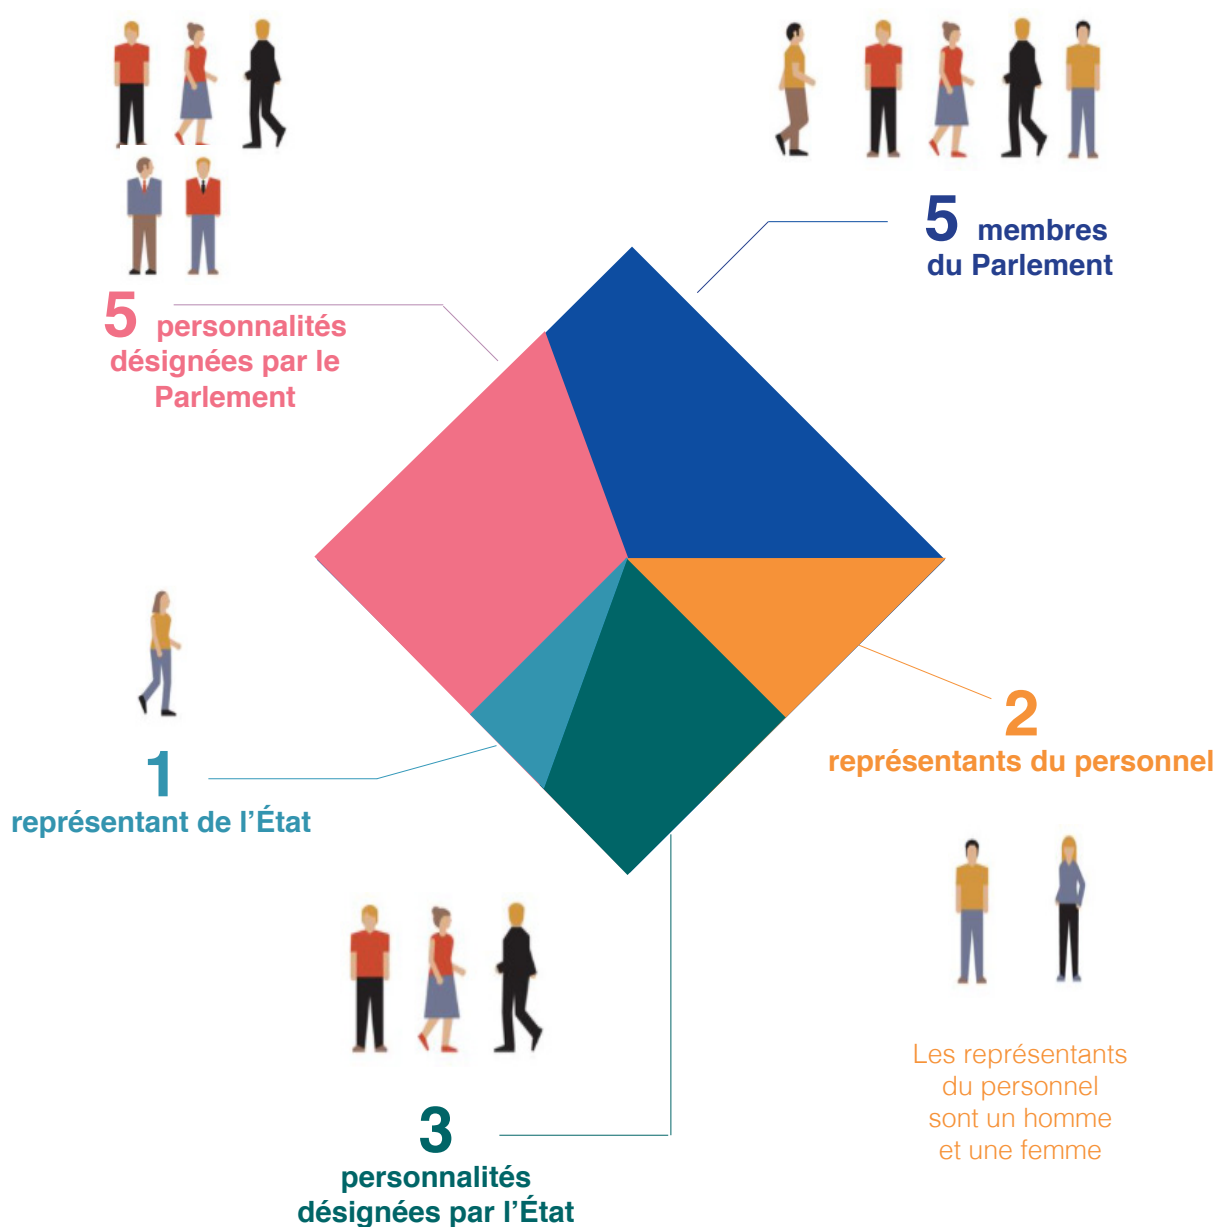 5 membres
du Parlement
5 personnalités
désignées par le
Parlement
2
représentants du personnel
1
représentant de l’État
Les représentants
du personnel
sont un homme
et une femme
3
personnalités
désignées par l’État